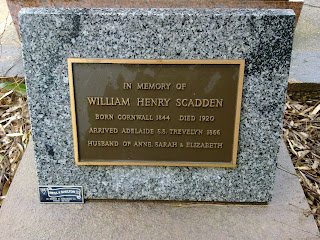 IN MEMORY OF
WILLIAM HENRY SCADDEN
BORN CORNWALL 1844 DIED 1920
ARRIVED ADELAIDE S.S. TREVELYN 1866
HUSBAND OF ANNE, SARAH & ELIZABETH